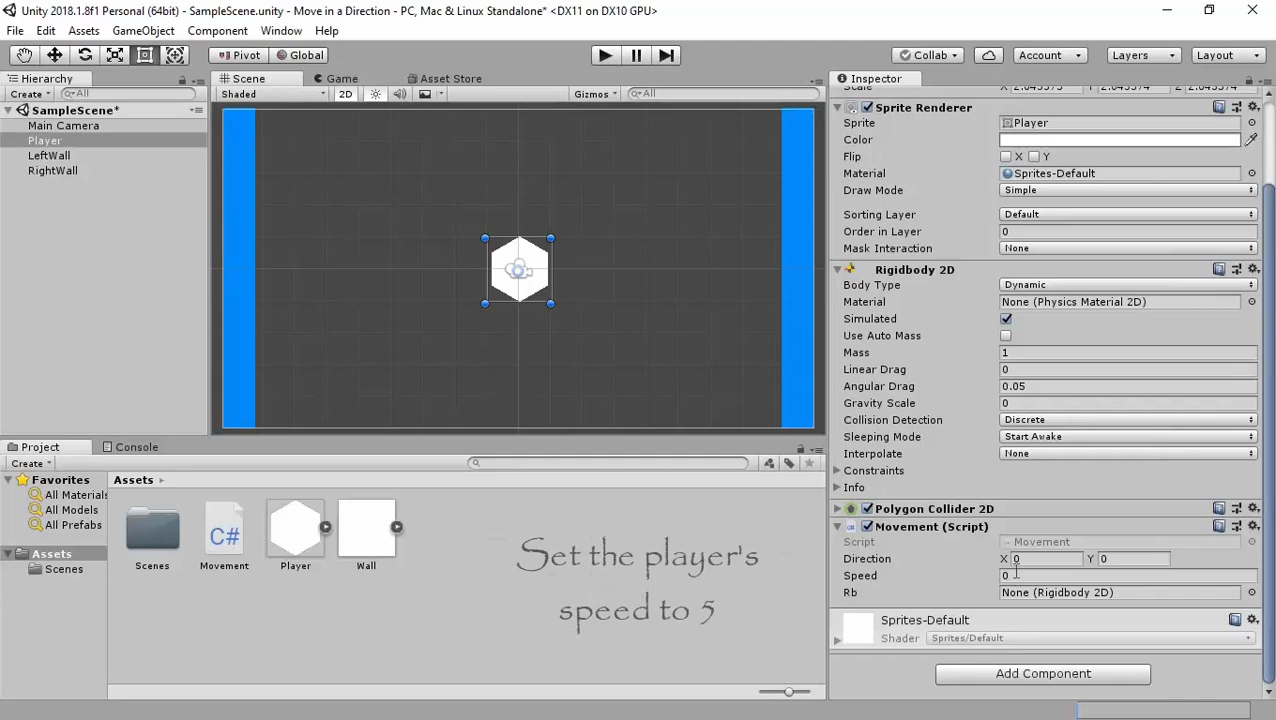 Unity 2018.1.8f1 Personal (64bit) - SampleScene.unity - Move in a Direction - PC, Mac & Linux Standalone* <DX11 on DX10 GPU>
File Edit Assets GameObject Component Window Help
Pivot Global Collab Account Layers Layout
Hierarchy
Create All
SampleScene*
Main Camera
Player
LeftWall
RightWall
Scene Game Asset Store
Shaded 2D Gizmos All
Project Console
Create
Favorites
All Materials
All Models
All Prefabs
Assets
Scenes
Assets
Scenes Movement Player Wall
C#
Set the player's
speed to 5
Inspector
Scale X 2.045375 Y 2.045374 Z 2.045375
Sprite Renderer
Sprite Player
Color
Flip X Y
Material Sprites-Default
Draw Mode Simple
Sorting Layer Default
Order in Layer 0
Mask Interaction None
Rigidbody 2D
Body Type Dynamic
Material None (Physics Material 2D)
Simulated
Use Auto Mass
Mass 1
Linear Drag 0
Angular Drag 0.05
Gravity Scale 0
Collision Detection Discrete
Sleeping Mode Start Awake
Interpolate None
Constraints
Info
Polygon Collider 2D
Movement (Script)
Script Movement
Direction X 0 Y 0
Speed 0
Rb None (Rigidbody 2D)
Sprites-Default
Shader Sprites/Default
Add Component